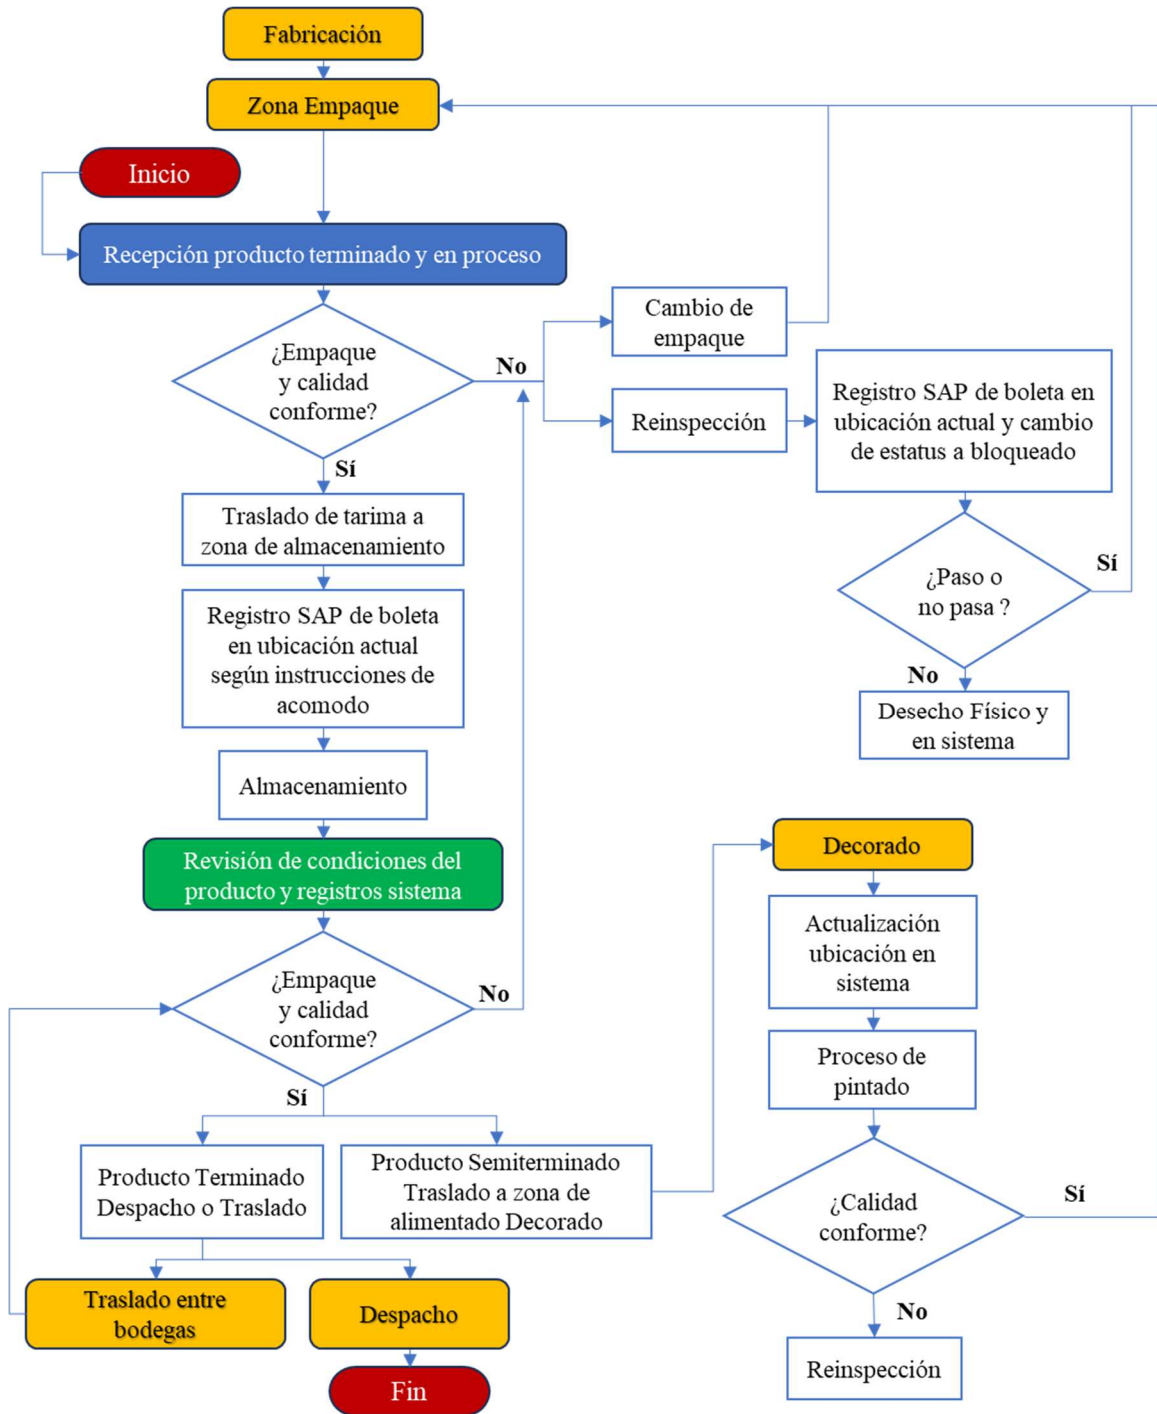 Fabricación
Zona Empaque
Inicio
Recepción producto terminado y en proceso
¿Empaque
y calidad
conforme?
No
Cambio de
empaque
Reinspección
Registro SAP de boleta en
ubicación actual y cambio
de estatus a bloqueado
¿Paso o
no pasa ?
Sí
No
Desecho Físico y
en sistema
Sí
Traslado de tarima a
zona de almacenamiento
Registro SAP de boleta
en ubicación actual
según instrucciones de
acomodo
Almacenamiento
Revisión de condiciones del
producto y registros sistema
¿Empaque
y calidad
conforme?
No
Sí
Producto Terminado
Despacho o Traslado
Producto Semiterminado
Traslado a zona de
alimentado Decorado
Traslado entre
bodegas
Despacho
Fin
Decorado
Actualización
ubicación en
sistema
Proceso de
pintado
¿Calidad
conforme?
Sí
No
Reinspección